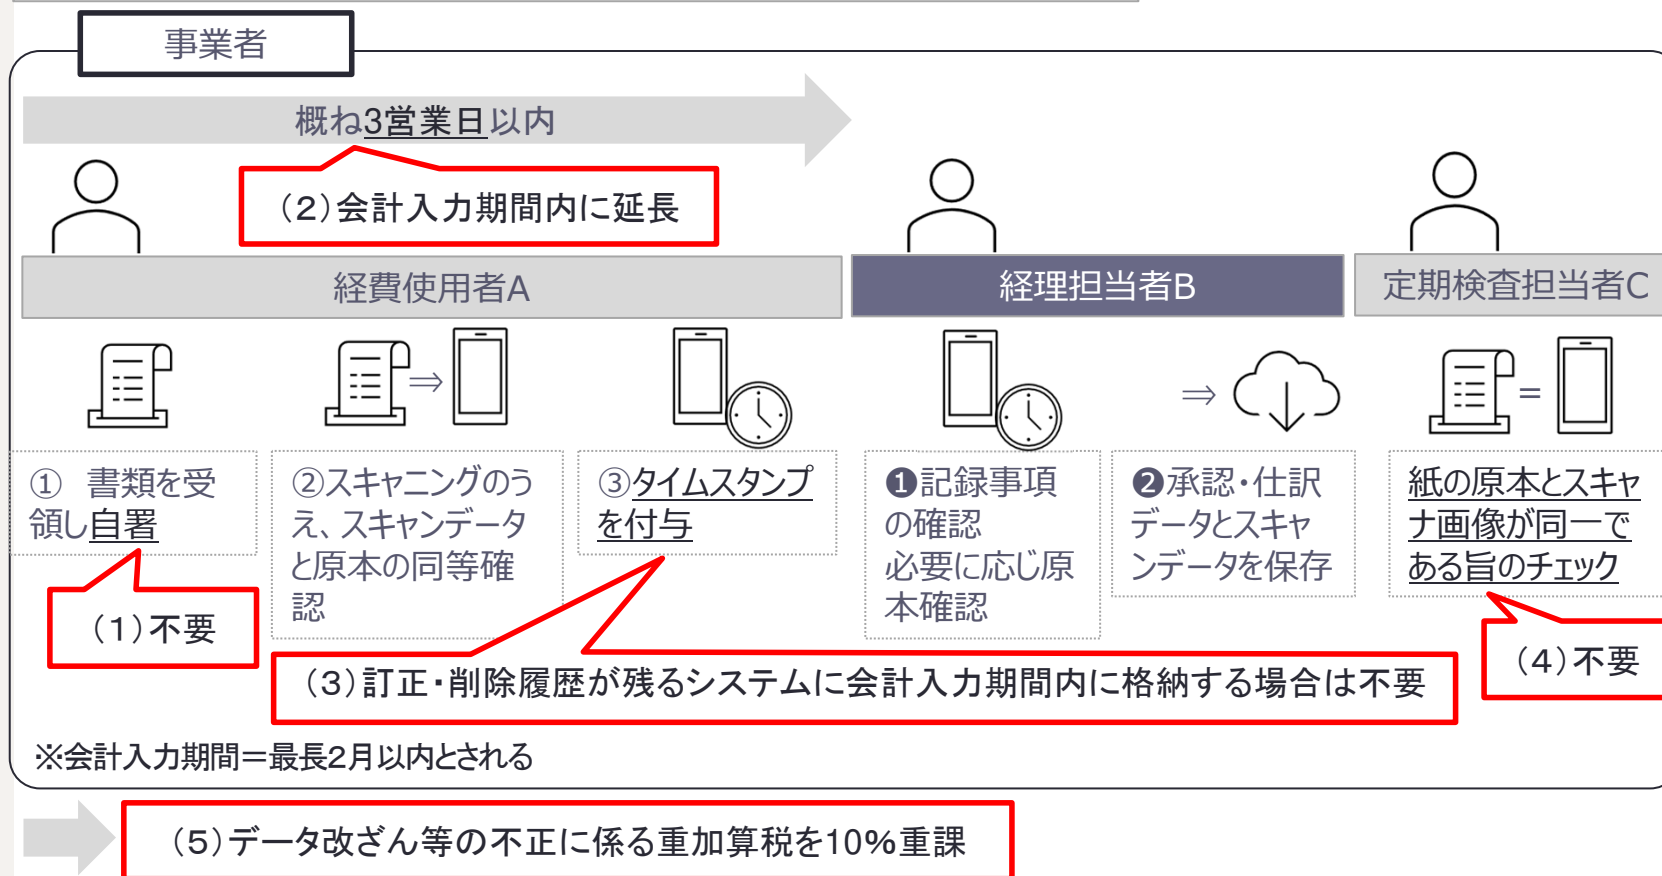 事業者
概ね3営業日以内
(2)会計入力期間内に延長
経費使用者A
経理担当者B
定期検査担当者C
⇒
⇒
=
① 書類を受
領し自署
②スキャニングのう
え、スキャンデータ
と原本の同等確
認
③タイムスタンプ
を付与
❶記録事項
の確認
必要に応じ原
本確認
❷承認・仕訳
データとスキャ
ンデータを保存
紙の原本とスキャ
ナ画像が同一で
ある旨のチェック
(1)不要
(3)訂正・削除履歴が残るシステムに会計入力期間内に格納する場合は不要
(4)不要
※会計入力期間=最長2月以内とされる
(5)データ改ざん等の不正に係る重加算税を10%重課